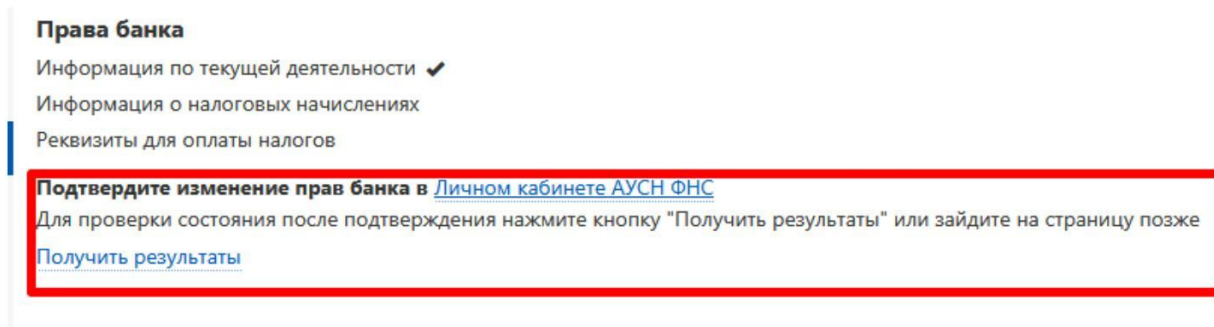 Права банка
Информация по текущей деятельности ✔
Информация о налоговых начислениях
Реквизиты для оплаты налогов
Подтвердите изменение прав банка в Личном кабинете АУСН ФНС
Для проверки состояния после подтверждения нажмите кнопку "Получить результаты" или зайдите на страницу позже
Получить результаты